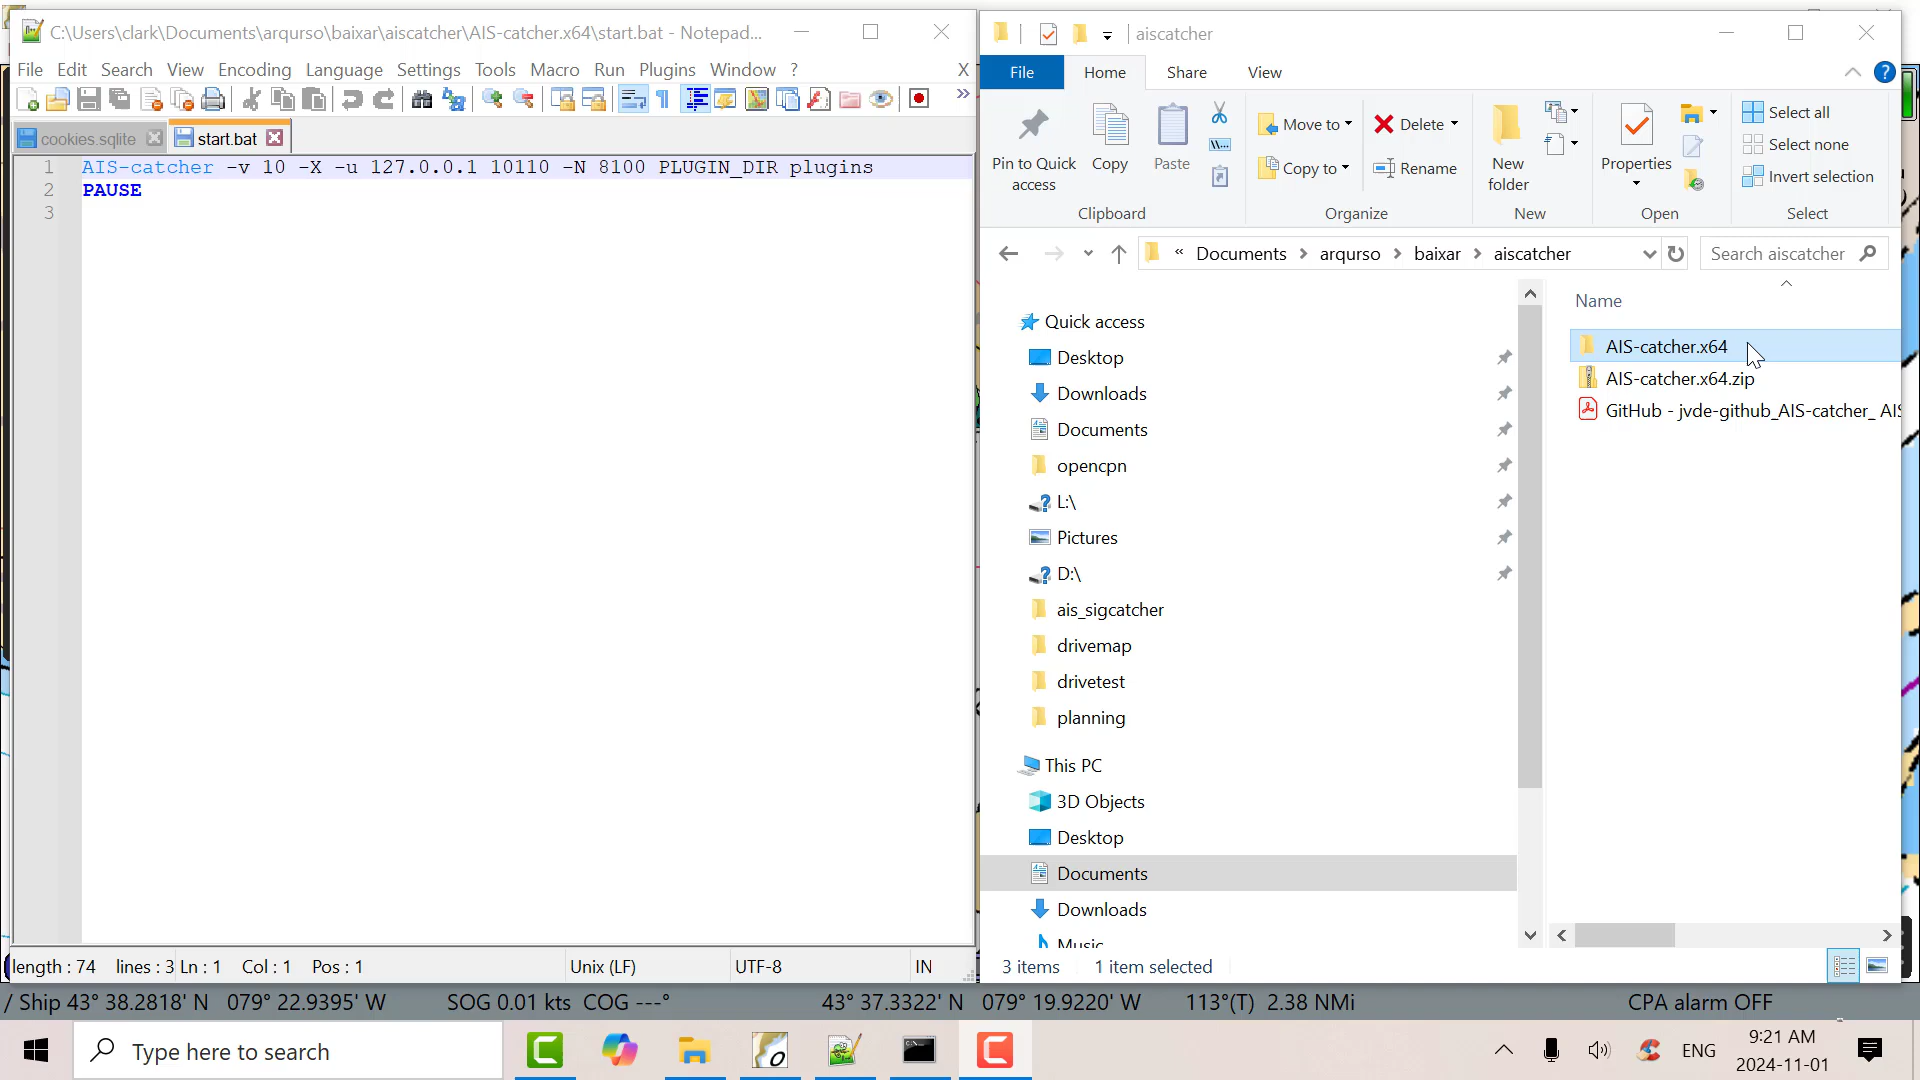 C:\Users\clark\Documents\arqurso\baixar\aiscatcher\AIS-catcher.x64\start.bat - Notepad...
File Edit Search View Encoding Language Settings Tools Macro Run Plugins Window ? X
cookies.sqlite start.bat
1 AIS-catcher -v 10 -X -u 127.0.0.1 10110 -N 8100 PLUGIN_DIR plugins
2 PAUSE
3
length : 74 lines : 3 Ln : 1 Col : 1 Pos : 1 Unix (LF) UTF-8 IN
aiscatcher
File Home Share View
Pin to Quick access
Copy
Paste
Move to
Copy to
Delete
Rename
New folder
Properties
Select all
Select none
Invert selection
Clipboard Organize New Open Select
« Documents > arqurso > baixar > aiscatcher
Search aiscatcher
Quick access
Desktop
Downloads
Documents
opencpn
L:\
Pictures
D:\
ais_sigcatcher
drivemap
drivetest
planning
This PC
3D Objects
Desktop
Documents
Downloads
Music
Name
AIS-catcher.x64
AIS-catcher.x64.zip
GitHub - jvde-github_AIS-catcher_ AIS
3 items 1 item selected
/ Ship 43° 38.2818' N 079° 22.9395' W SOG 0.01 kts COG ---° 43° 37.3322' N 079° 19.9220' W 113°(T) 2.38 NMi CPA alarm OFF
Type here to search
ENG
9:21 AM
2024-11-01